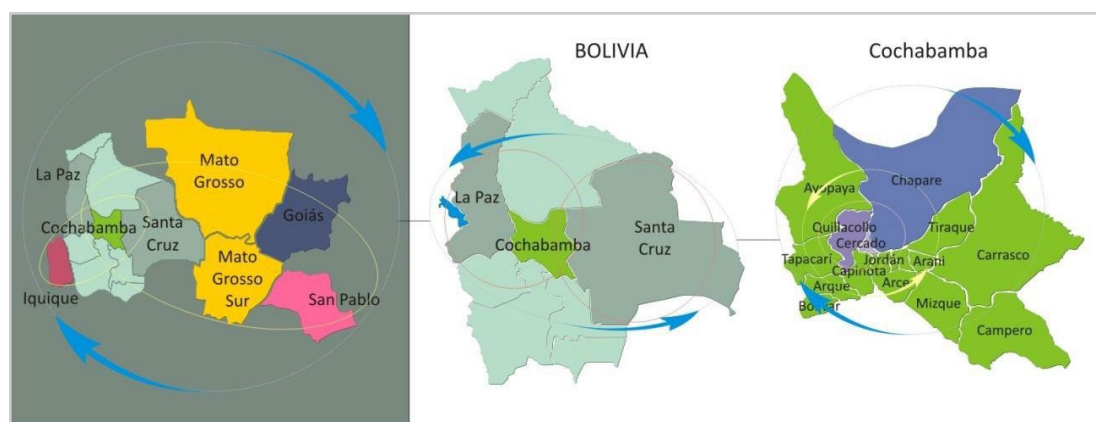 La Paz
Cochabamba
Iquique
Santa
Cruz
Mato
Grosso
Goiás
Mato
Grosso
Sur
San Pablo
BOLIVIA
La Paz
Cochabamba
Santa
Cruz
Cochabamba
Ayopaya
Chapare
Quillacollo
Cercado
Tiraque
Tapacarí
Jordán
Arani
Carrasco
Capinota
Arque
Arce
Mizque
Bolívar
Campero